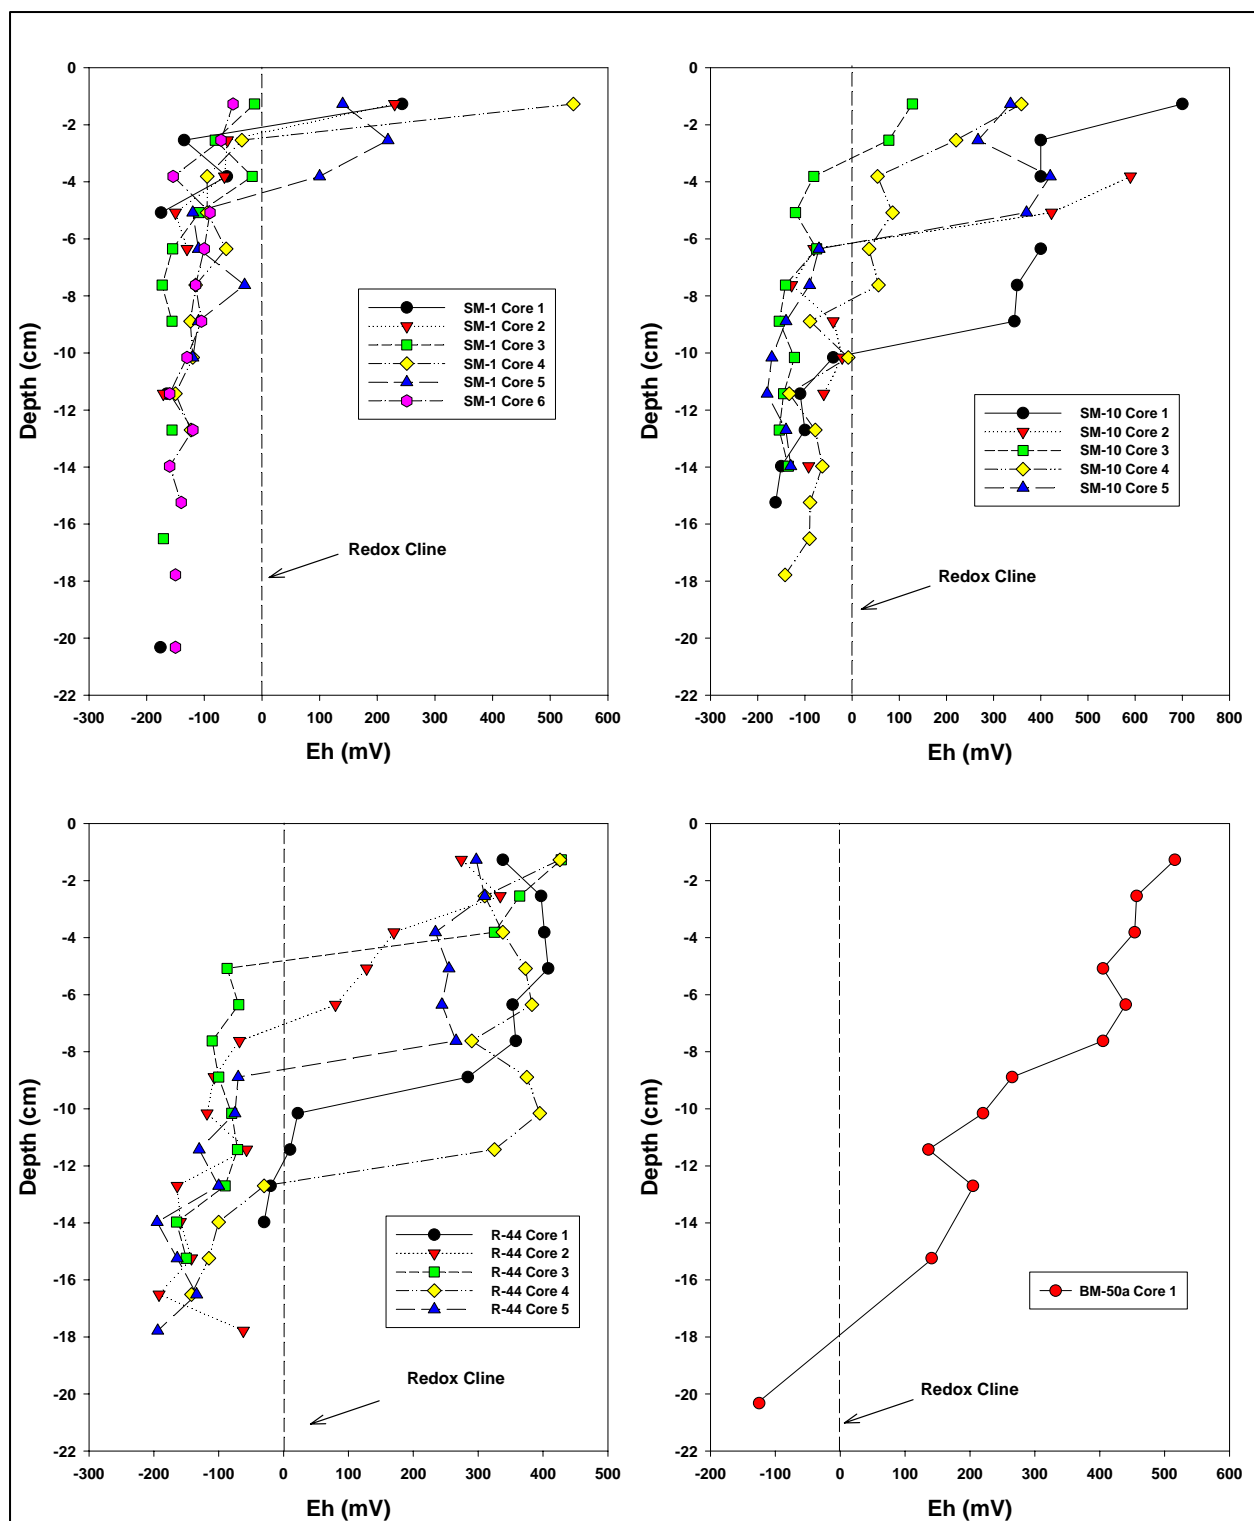 0
-2
-4
-6
-8
-10
-12
-14
-16
-18
-20
-22
Depth (cm)
SM-1 Core 1
SM-1 Core 2
SM-1 Core 3
SM-1 Core 4
SM-1 Core 5
SM-1 Core 6
Redox Cline
-300 -200 -100 0 100 200 300 400 500 600
Eh (mV)
0
-2
-4
-6
-8
-10
-12
-14
-16
-18
-20
-22
Depth (cm)
SM-10 Core 1
SM-10 Core 2
SM-10 Core 3
SM-10 Core 4
SM-10 Core 5
Redox Cline
-300 -200 -100 0 100 200 300 400 500 600 700 800
Eh (mV)
0
-2
-4
-6
-8
-10
-12
-14
-16
-18
-20
-22
Depth (cm)
R-44 Core 1
R-44 Core 2
R-44 Core 3
R-44 Core 4
R-44 Core 5
Redox Cline
-300 -200 -100 0 100 200 300 400 500
Eh (mV)
0
-2
-4
-6
-8
-10
-12
-14
-16
-18
-20
-22
Depth (cm)
BM-50a Core 1
Redox Cline
-200 -100 0 100 200 300 400 500 600
Eh (mV)